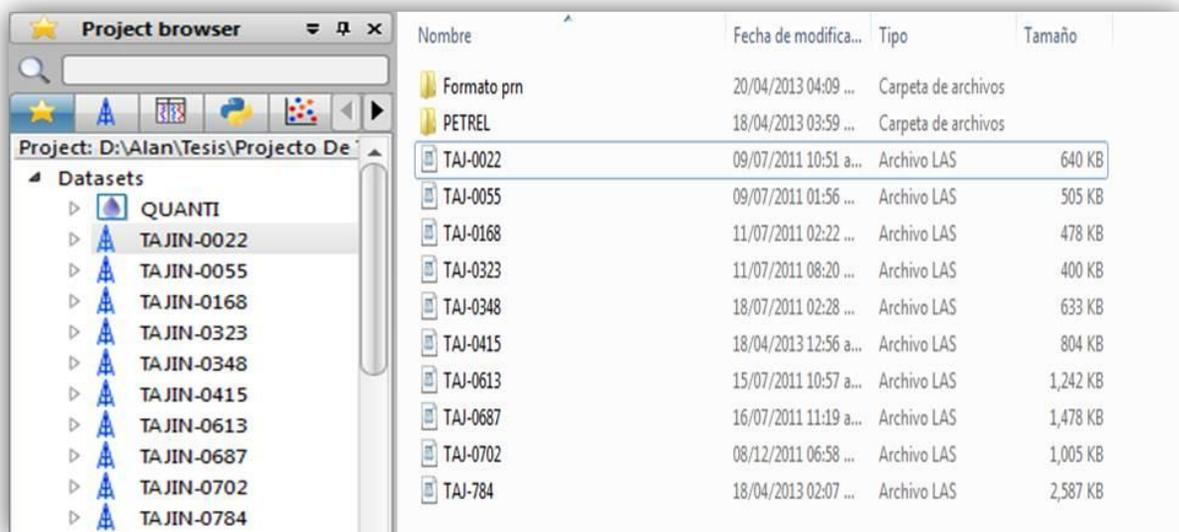 Project browser
Project: D:\Alan\Tesis\Projecto De
Datasets
QUANTI
TAJIN-0022
TAJIN-0055
TAJIN-0168
TAJIN-0323
TAJIN-0348
TAJIN-0415
TAJIN-0613
TAJIN-0687
TAJIN-0702
TAJIN-0784
Nombre Fecha de modifica... Tipo Tamaño
Formato prn 20/04/2013 04:09 ... Carpeta de archivos
PETREL 18/04/2013 03:59 ... Carpeta de archivos
TAJ-0022 09/07/2011 10:51 a... Archivo LAS 640 KB
TAJ-0055 09/07/2011 01:56 ... Archivo LAS 505 KB
TAJ-0168 11/07/2011 02:22 ... Archivo LAS 478 KB
TAJ-0323 11/07/2011 08:20 ... Archivo LAS 400 KB
TAJ-0348 18/07/2011 02:28 ... Archivo LAS 633 KB
TAJ-0415 18/04/2013 12:56 a... Archivo LAS 804 KB
TAJ-0613 15/07/2011 10:57 a... Archivo LAS 1,242 KB
TAJ-0687 16/07/2011 11:19 a... Archivo LAS 1,478 KB
TAJ-0702 08/12/2011 06:58 ... Archivo LAS 1,005 KB
TAJ-784 18/04/2013 02:07 ... Archivo LAS 2,587 KB